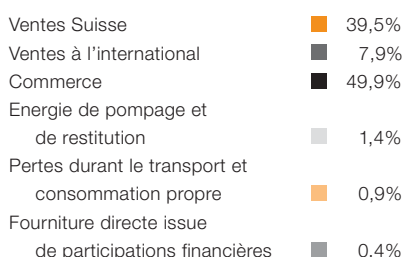 Ventes Suisse 39,5%
Ventes à l’international 7,9%
Commerce 49,9%
Energie de pompage et
de restitution 1,4%
Pertes durant le transport et
consommation propre 0,9%
Fourniture directe issue
de participations financières 0,4%